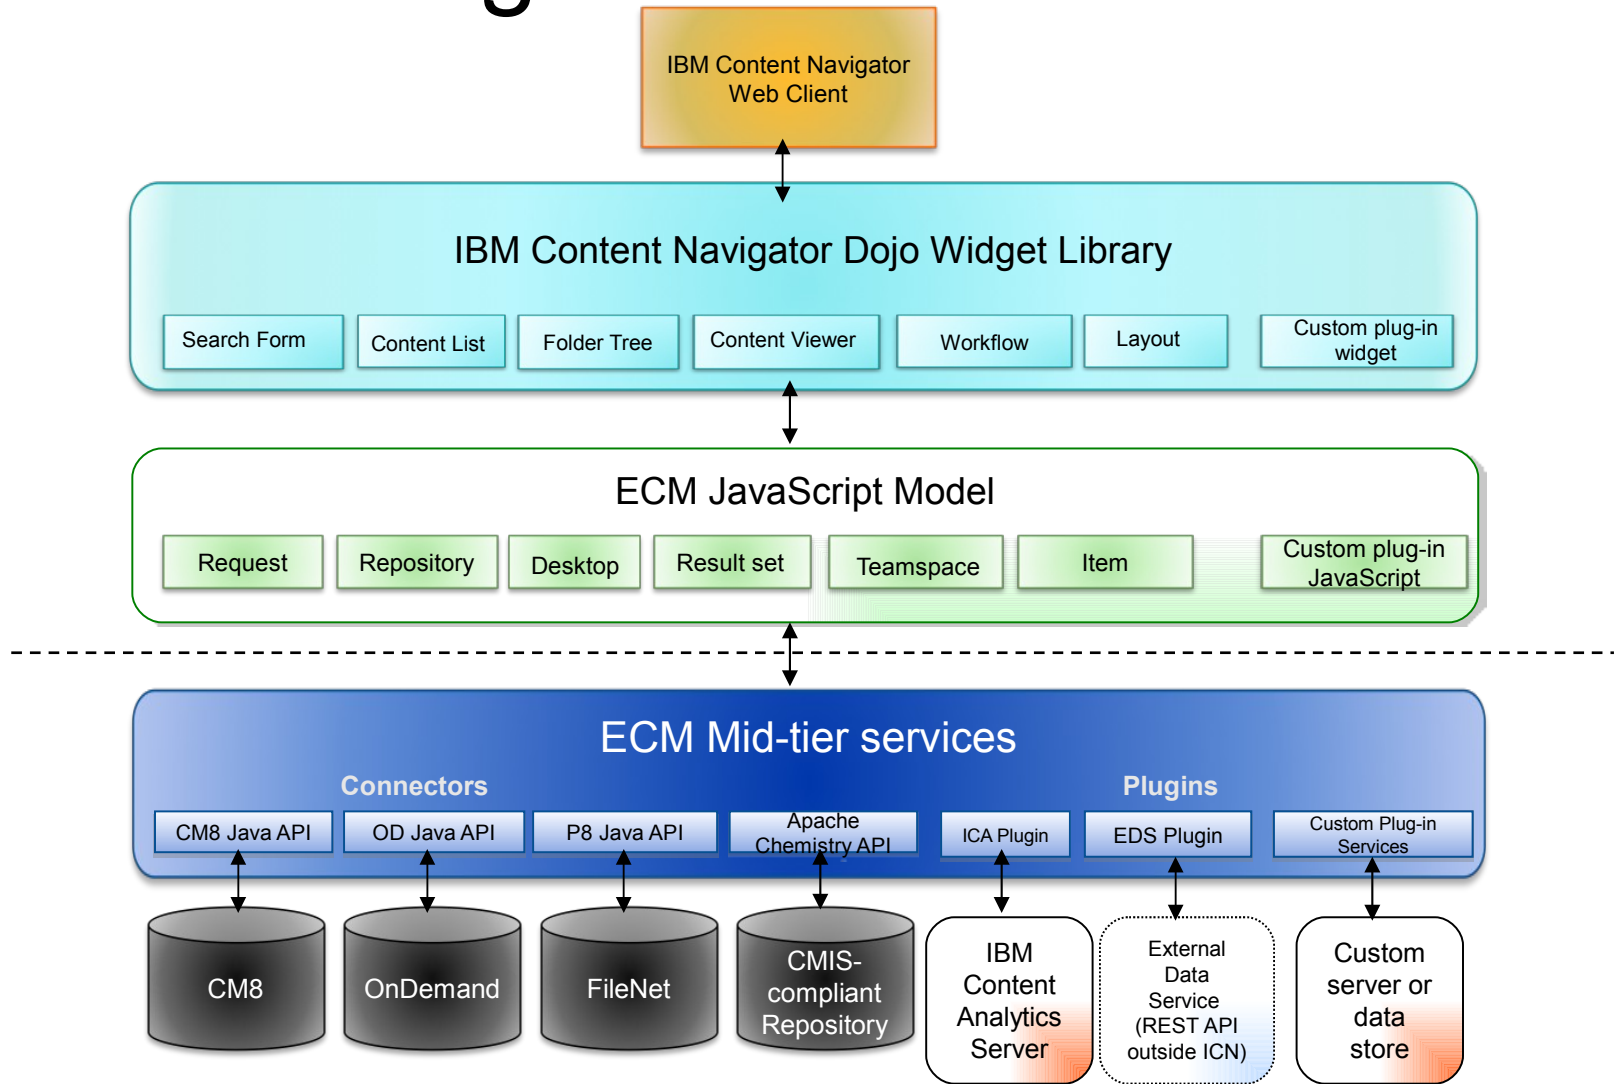 g
IBM Content Navigator
Web Client
IBM Content Navigator Dojo Widget Library
Search Form
Content List
Folder Tree
Content Viewer
Workflow
Layout
Custom plug-in
widget
ECM JavaScript Model
Request
Repository
Desktop
Result set
Teamspace
Item
Custom plug-in
JavaScript
ECM Mid-tier services
Connectors
Plugins
CM8 Java API
OD Java API
P8 Java API
Apache
Chemistry API
ICA Plugin
EDS Plugin
Custom Plug-in
Services
CM8
OnDemand
FileNet
CMIS-
compliant
Repository
IBM
Content
Analytics
Server
External
Data
Service
(REST API
outside ICN)
Custom
server or
data
store